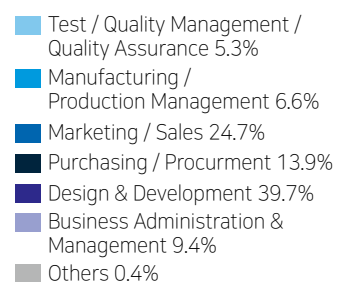 Test / Quality Management /
Quality Assurance 5.3%
Manufacturing /
Production Management 6.6%
Marketing / Sales 24.7%
Purchasing / Procurment 13.9%
Design & Development 39.7%
Business Administration &
Management 9.4%
Others 0.4%